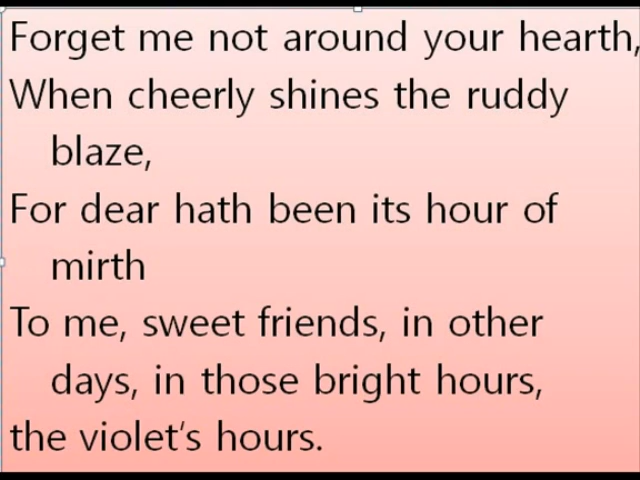 Forget me not around your hearth,
When cheerly shines the ruddy
blaze,
For dear hath been its hour of
mirth
To me, sweet friends, in other
days, in those bright hours,
the violet's hours.